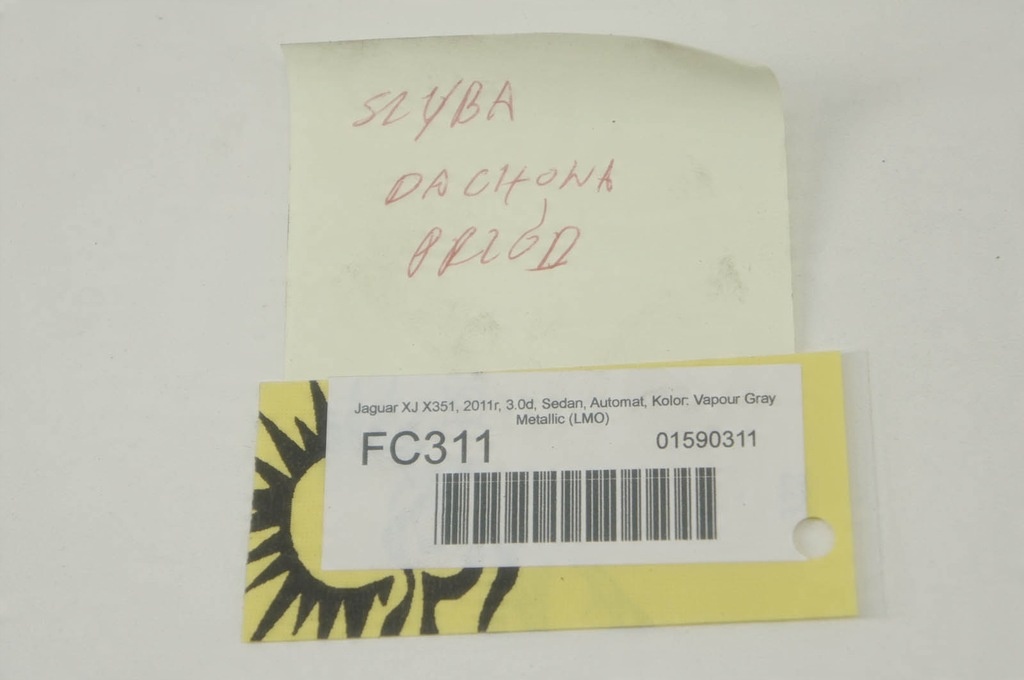 SZYBA
DACHOWA
PRZÓD
Jaguar XJ X351, 2011r, 3.0d, Sedan, Automat, Kolor: Vapour Gray
Metallic (LMO)
FC311
01590311